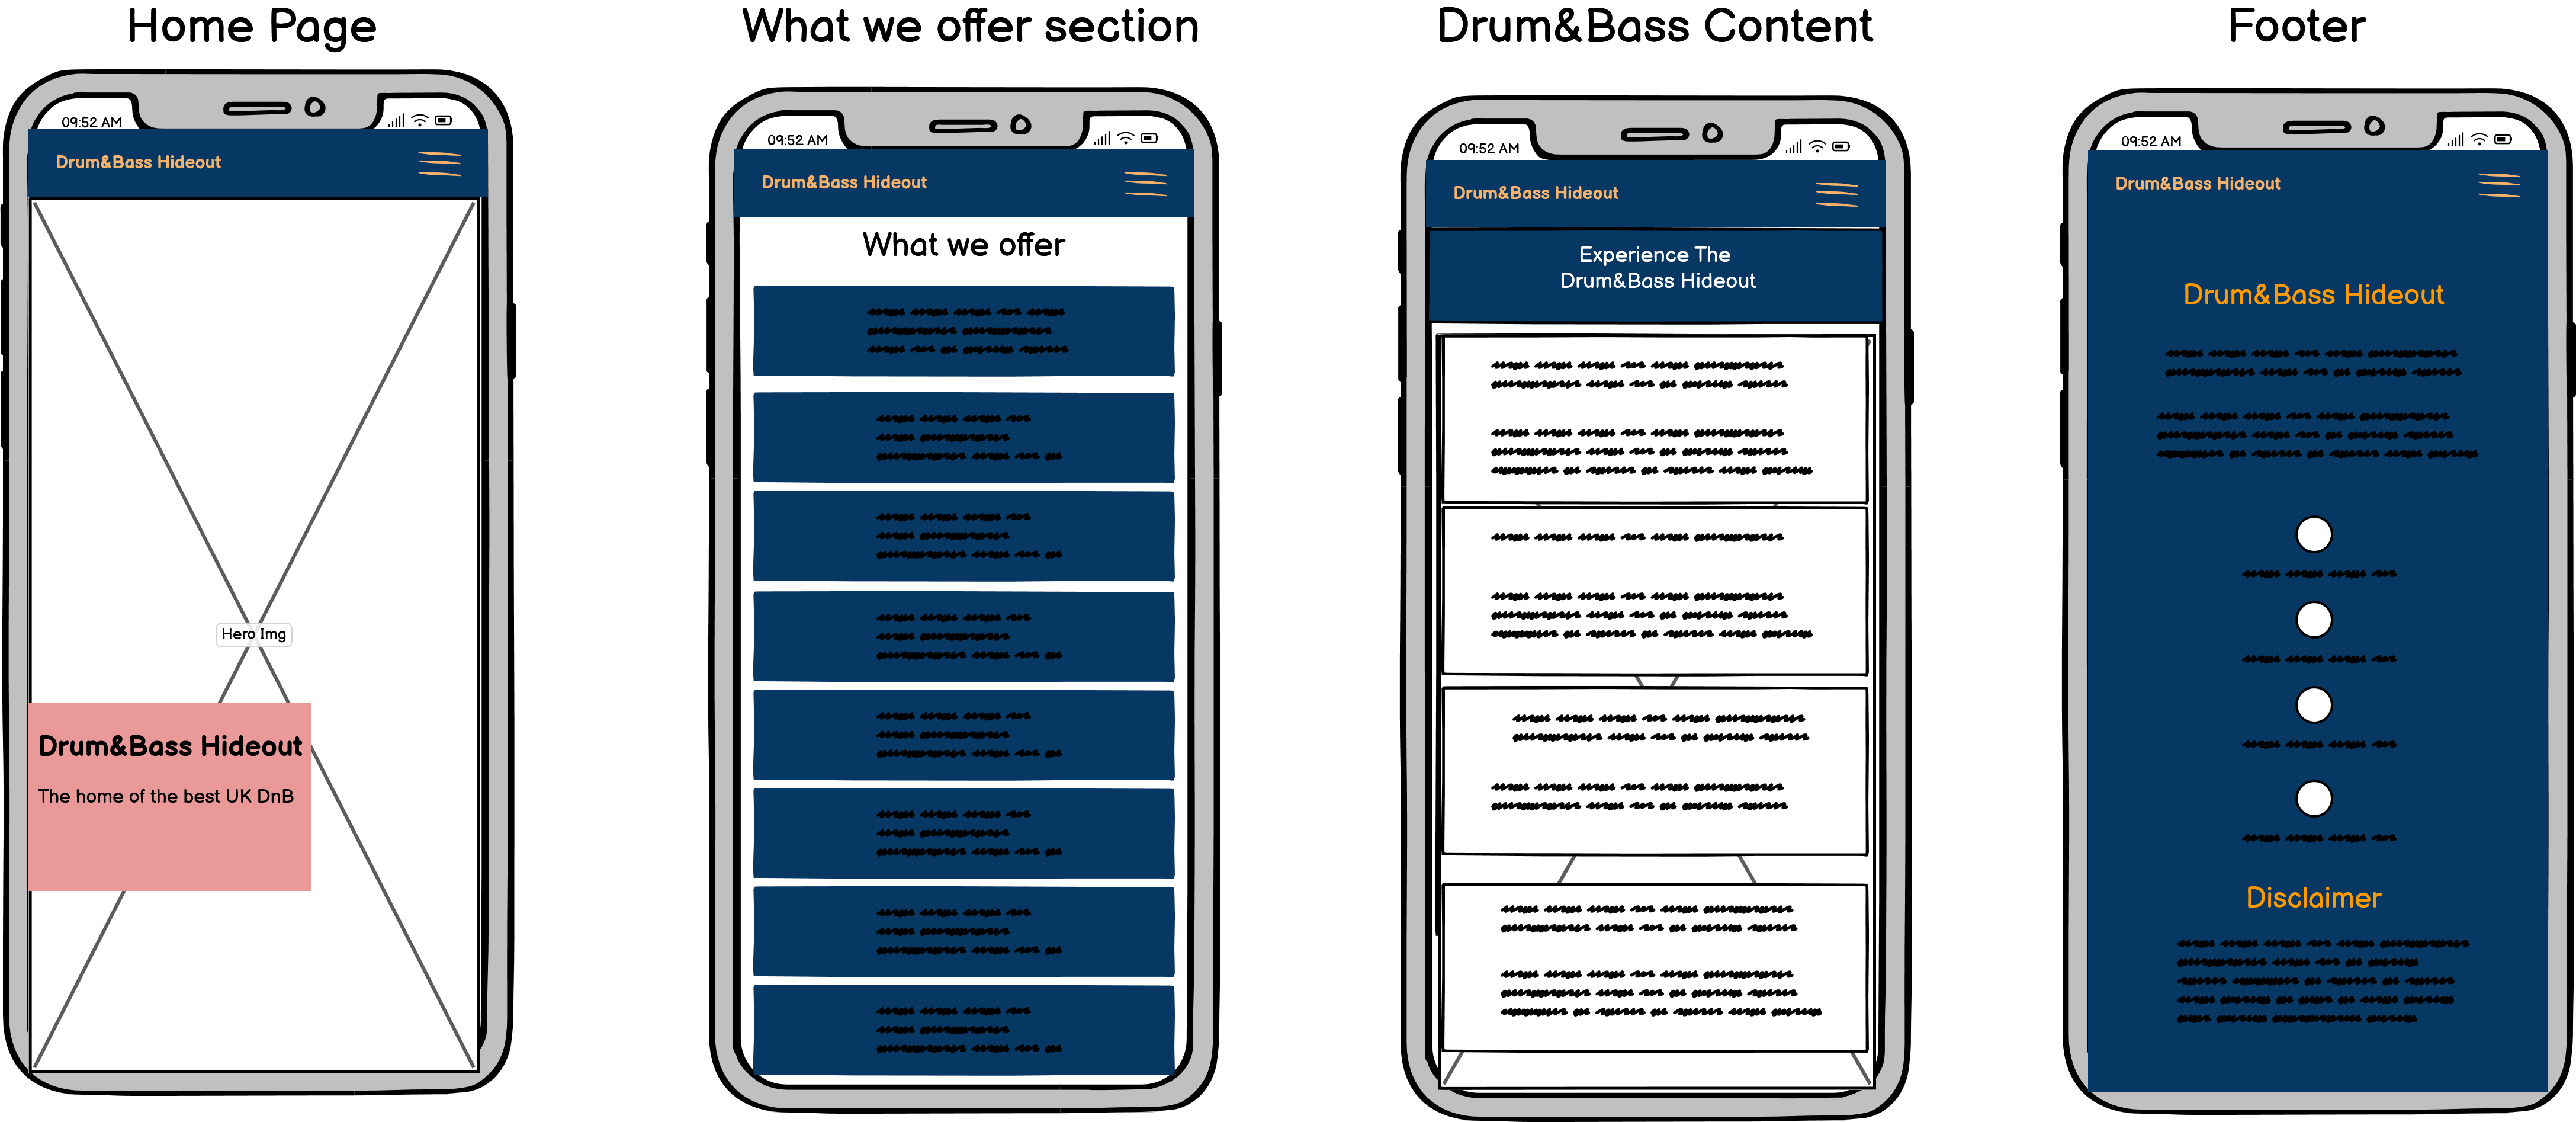 Home Page
09:52 AM
Drum&Bass Hideout
Hero Img
Drum&Bass Hideout
The home of the best UK DnB
What we offer section
09:52 AM
Drum&Bass Hideout
What we offer
Drum&Bass Content
09:52 AM
Drum&Bass Hideout
Experience The
Drum&Bass Hideout
Footer
09:52 AM
Drum&Bass Hideout
Drum&Bass Hideout
Disclaimer